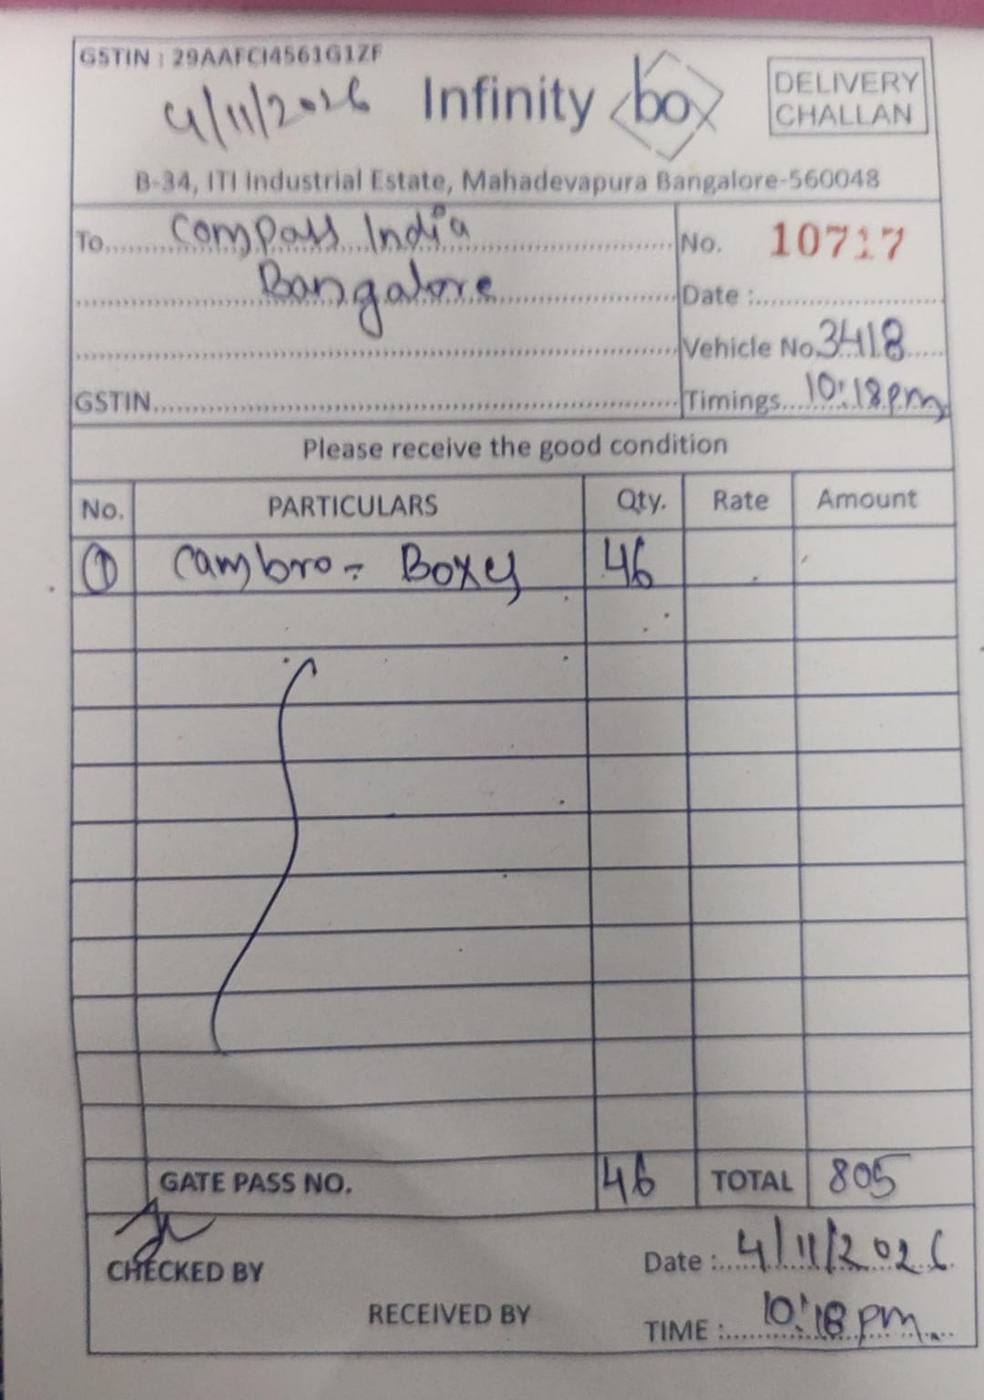 GSTIN : 29AAFCI4561G1ZF
4/11/2026 Infinity box DELIVERY CHALLAN
B-34, ITI Industrial Estate, Mahadevapura Bangalore-560048
To Compass India No. 10717
Bangalore Date :
Vehicle No 3418
GSTIN Timings 10:18pm
Please receive the good condition
No. PARTICULARS Qty. Rate Amount
① Cambro - Boxes 46
GATE PASS NO. 46 TOTAL 805
CHECKED BY Date : 4/11/2026
RECEIVED BY TIME : 10:18 pm